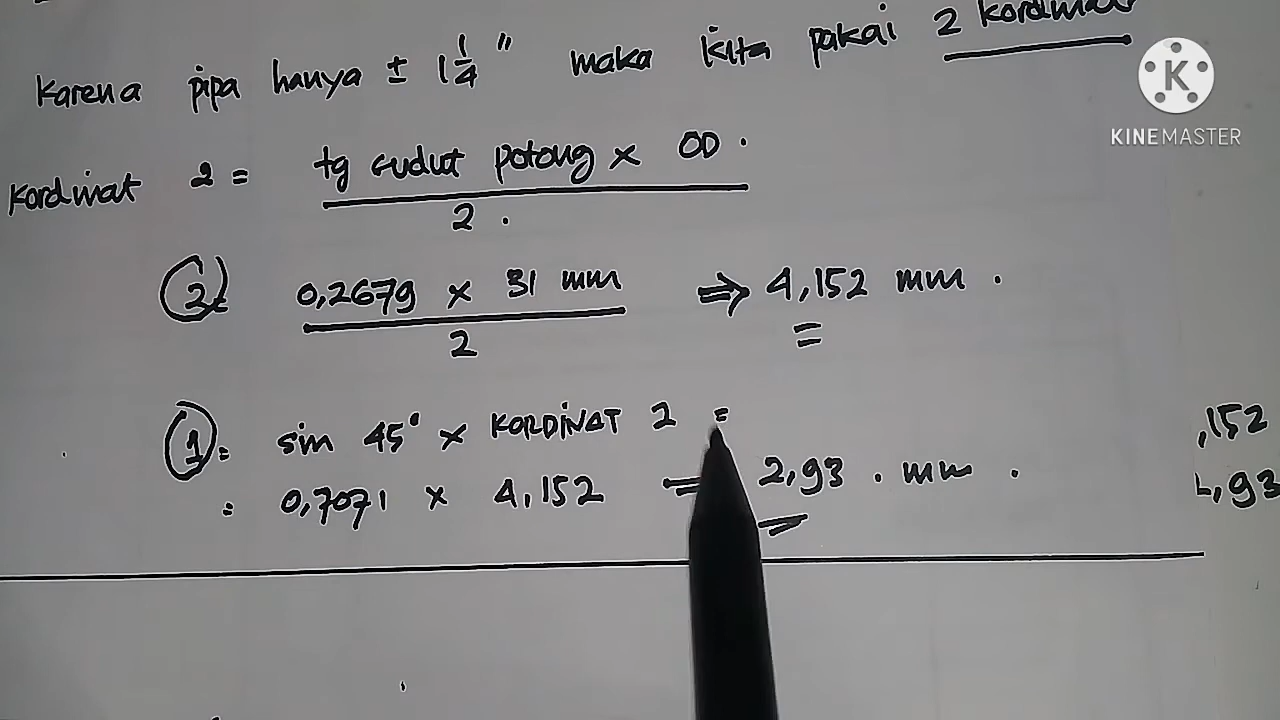 Karena pipa hanya ± 1 1/4 " maka kita pakai 2 kordinat
K
KINEMASTER
Kordinat 2 = tg sudut potong x OD .
2 .
2 = 0,2679 x 31 mm ⇒ 4,152 mm .
2
1 = sin 45° x KORDINAT 2 =
= 0,7071 x 4,152 = 2,93 . mm .
,152
,93